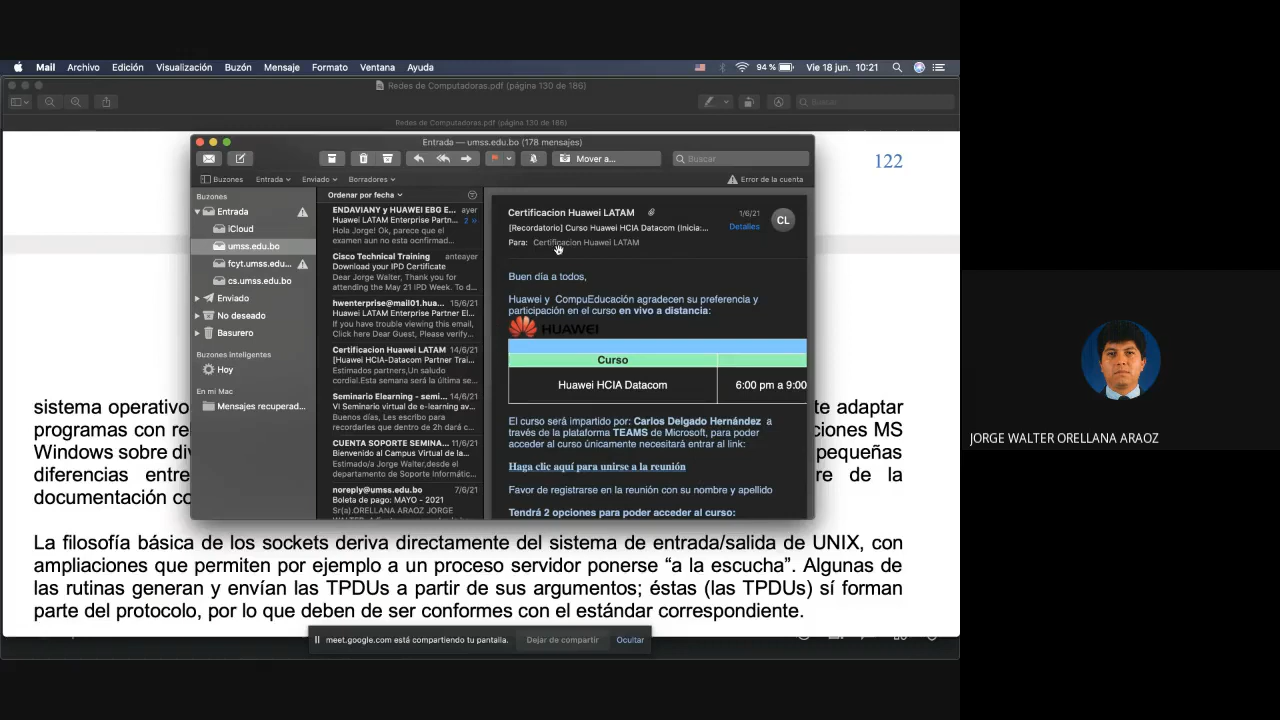 Mail Archivo Edición Visualización Buzón Mensaje Formato Ventana Ayuda 94 % Vie 18 jun. 10:21
Redes de Computadoras.pdf (página 130 de 186)
Buscar
Redes de Computadoras.pdf (página 130 de 186)
122
Entrada — umss.edu.bo (178 mensajes)
Mover a...
Buscar
Buzones Entrada Enviado Borradores Error de la cuenta
Buzones
Entrada
iCloud
umss.edu.bo
fcyt.umss.edu...
cs.umss.edu.bo
Enviado
No deseado
Basurero
Buzones inteligentes
Hoy
En mi Mac
Mensajes recuperad...
Ordenar por fecha
ENDAVIANY y HUAWEI EBG E... ayer
Huawei LATAM Enterprise Partn... 2
Hola Jorge! Ok, parece que el
examen aun no esta oconfirmad...
Cisco Technical Training anteayer
Download your IPD Certificate
Dear Jorge Walter, Thank you for
attending the May 21 IPD Week. To d...
hwenterprise@mail01.hua... 15/6/21
Huawei LATAM Enterprise Partner El...
If you have trouble viewing this email,
Click here Dear Guest, Please verify...
Certificacion Huawei LATAM 14/6/21
[Huawei HCIA-Datacom Partner Trai...
Estimados partners,Un saludo
cordial.Esta semana será la última se...
Seminario Elearning - semi...
VI Seminario virtual de e-learning av...
Buenos días, Les escribo para
recordarles que dentro de 2h dará c...
CUENTA SOPORTE SEMINA... 11/6/21
Bienvenido al Campus Virtual de la...
Estimado/a Jorge Walter,desde el
departamento de Soporte Informátic...
noreply@umss.edu.bo 7/6/21
Boleta de pago: MAYO - 2021
Sr(a).ORELLANA ARAOZ JORGE
Certificacion Huawei LATAM 1/6/21
CL
[Recordatorio] Curso Huawei HCIA Datacom (Inicia:... Detalles
Para: Certificacion Huawei LATAM
Buen día a todos,
Huawei y CompuEducación agradecen su preferencia y
participación en el curso en vivo a distancia:
HUAWEI
Curso
Huawei HCIA Datacom 6:00 pm a 9:00
El curso será impartido por: Carlos Delgado Hernández a
través de la plataforma TEAMS de Microsoft, para poder
acceder al curso únicamente necesitará entrar al link:
Haga clic aquí para unirse a la reunión
Favor de registrarse en la reunión con su nombre y apellido
Tendrá 2 opciones para poder acceder al curso:
sistema operativo te adaptar
programas con re ciones MS
Windows sobre div pequeñas
diferencias entre re de la
documentación co
La filosofía básica de los sockets deriva directamente del sistema de entrada/salida de UNIX, con
ampliaciones que permiten por ejemplo a un proceso servidor ponerse “a la escucha”. Algunas de
las rutinas generan y envían las TPDUs a partir de sus argumentos; éstas (las TPDUs) sí forman
parte del protocolo, por lo que deben de ser conformes con el estándar correspondiente.
meet.google.com está compartiendo tu pantalla. Dejar de compartir Ocultar
JORGE WALTER ORELLANA ARAOZ